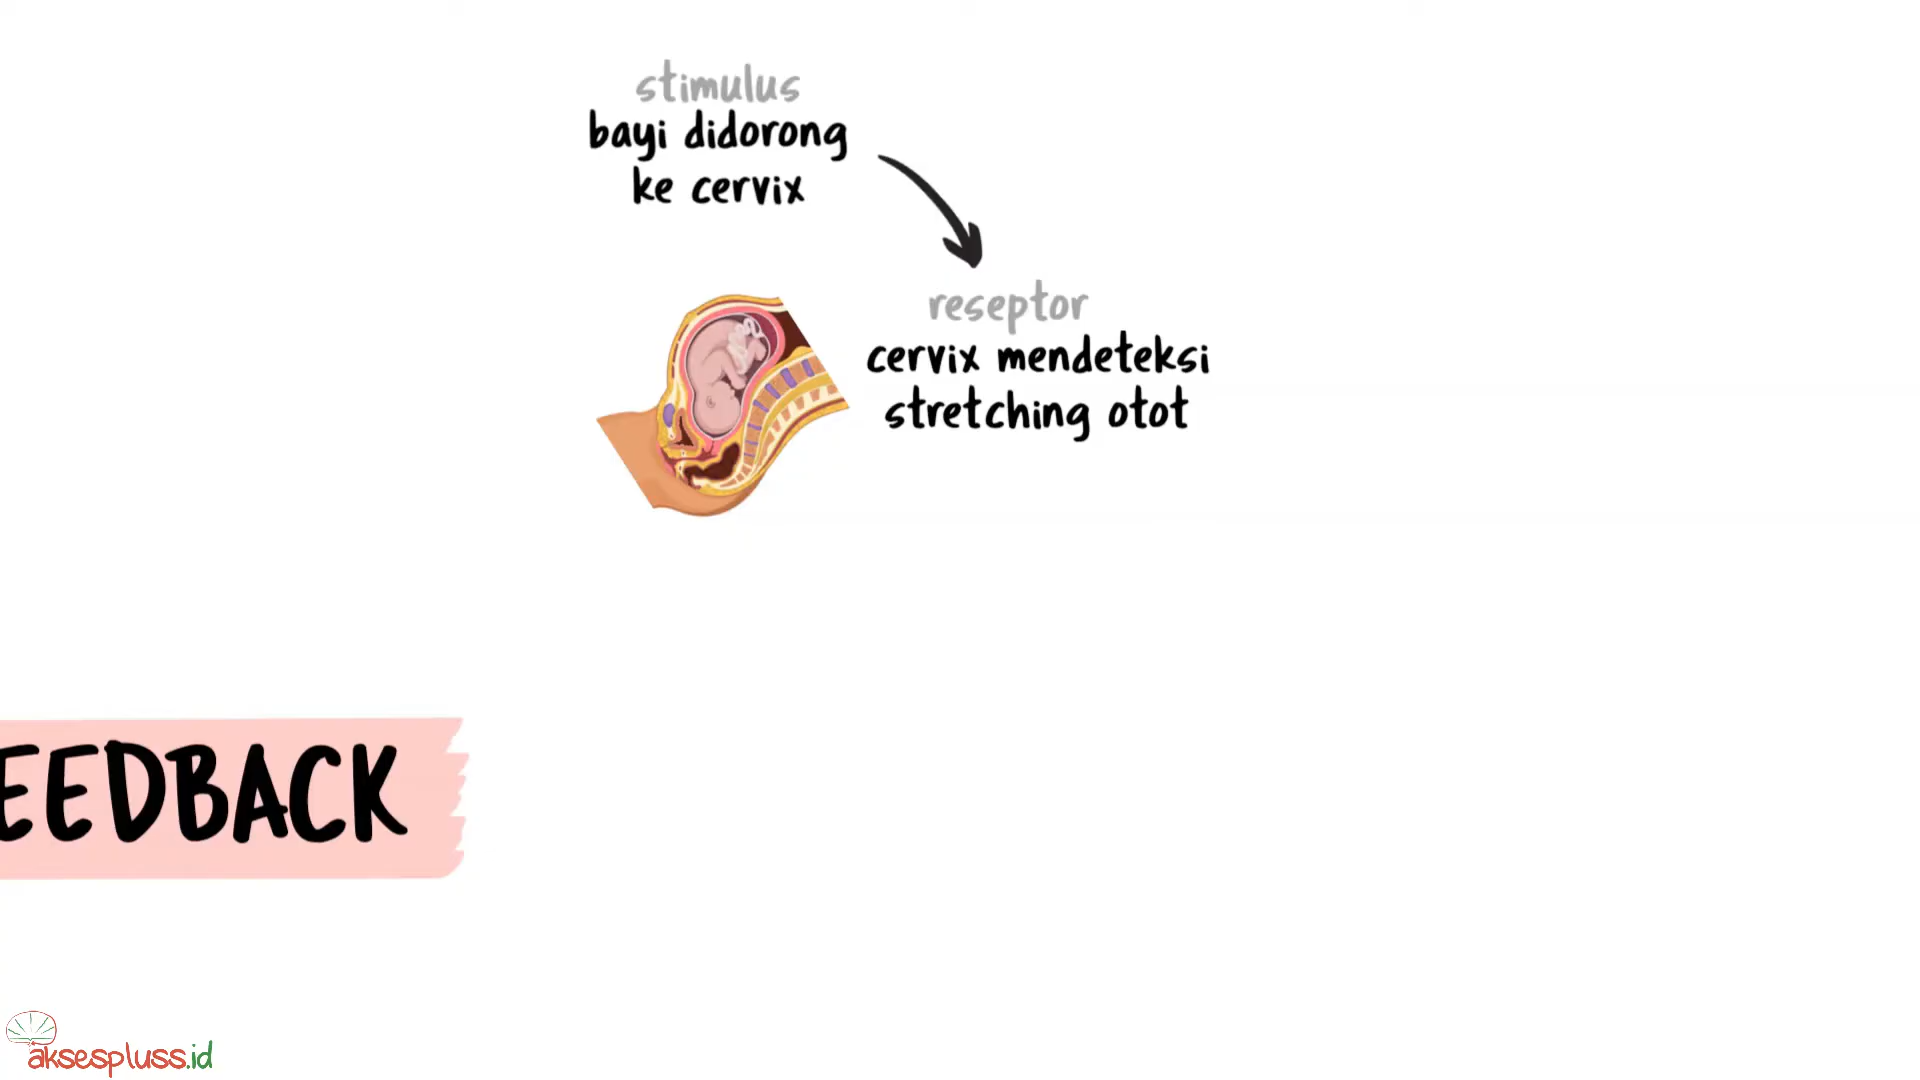 stimulus
bayi didorong
ke cervix
reseptor
cervix mendeteksi
stretching otot
EEDBACK
aksespluss.id